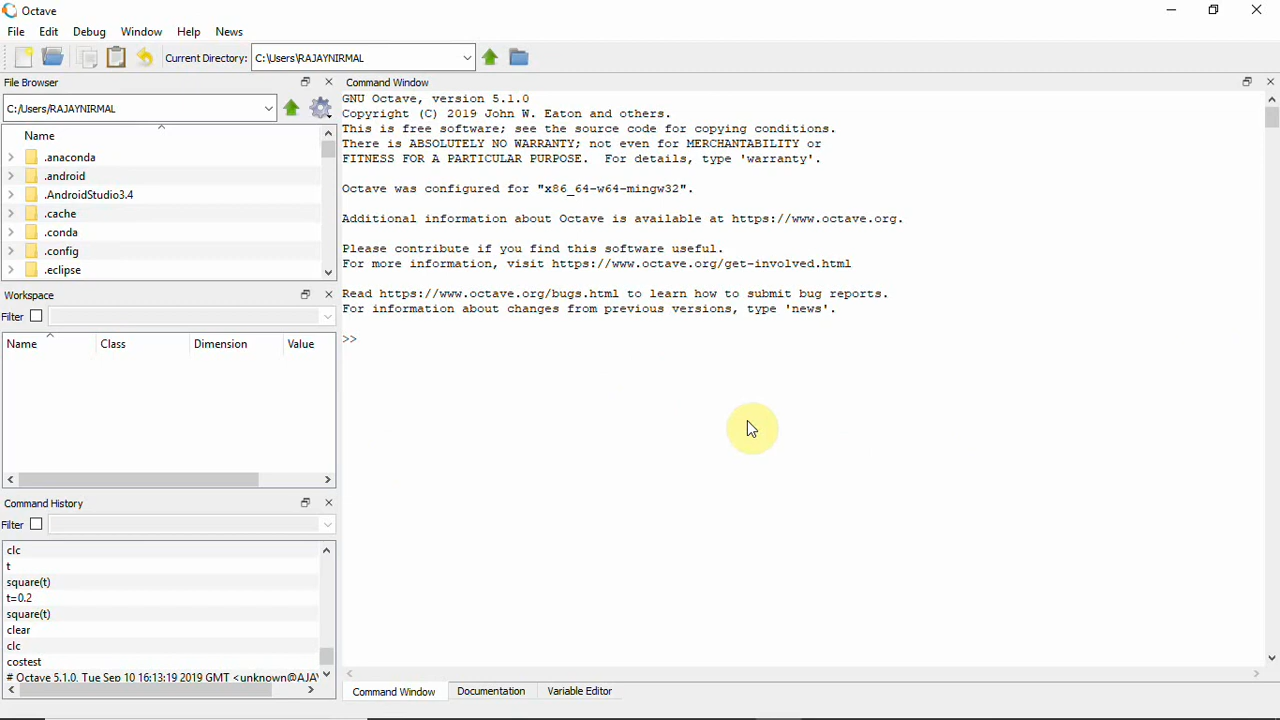 Octave
File Edit Debug Window Help News
Current Directory: C:\Users\RAJAYNIRMAL
File Browser
C:/Users/RAJAYNIRMAL
Name
.anaconda
.android
.AndroidStudio3.4
.cache
.conda
.config
.eclipse
Workspace
Filter
Name Class Dimension Value
Command History
Filter
clc
t
square(t)
t=0.2
square(t)
clear
clc
costest
# Octave 5.1.0, Tue Sep 10 16:13:19 2019 GMT <unknown@AJAY
Command Window
GNU Octave, version 5.1.0
Copyright (C) 2019 John W. Eaton and others.
This is free software; see the source code for copying conditions.
There is ABSOLUTELY NO WARRANTY; not even for MERCHANTABILITY or
FITNESS FOR A PARTICULAR PURPOSE.  For details, type 'warranty'.
Octave was configured for "x86_64-w64-mingw32".
Additional information about Octave is available at https://www.octave.org.
Please contribute if you find this software useful.
For more information, visit https://www.octave.org/get-involved.html
Read https://www.octave.org/bugs.html to learn how to submit bug reports.
For information about changes from previous versions, type 'news'.
>>
Command Window Documentation Variable Editor